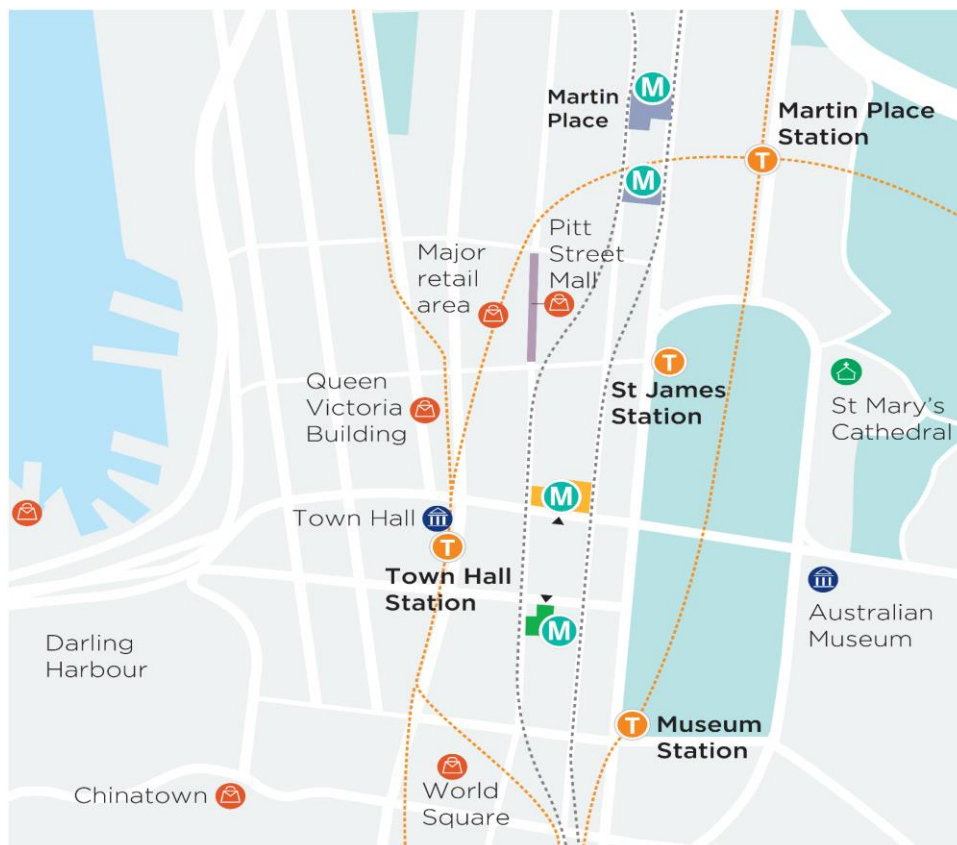 M
Martin
Place
Martin Place
Station
T
M
Pitt
Street
Mall
Major
retail
area
T
St James
Station
Queen
Victoria
Building
St Mary's
Cathedral
M
Town Hall
T
Town Hall
Station
M
Australian
Museum
Darling
Harbour
T
Museum
Station
World
Square
Chinatown